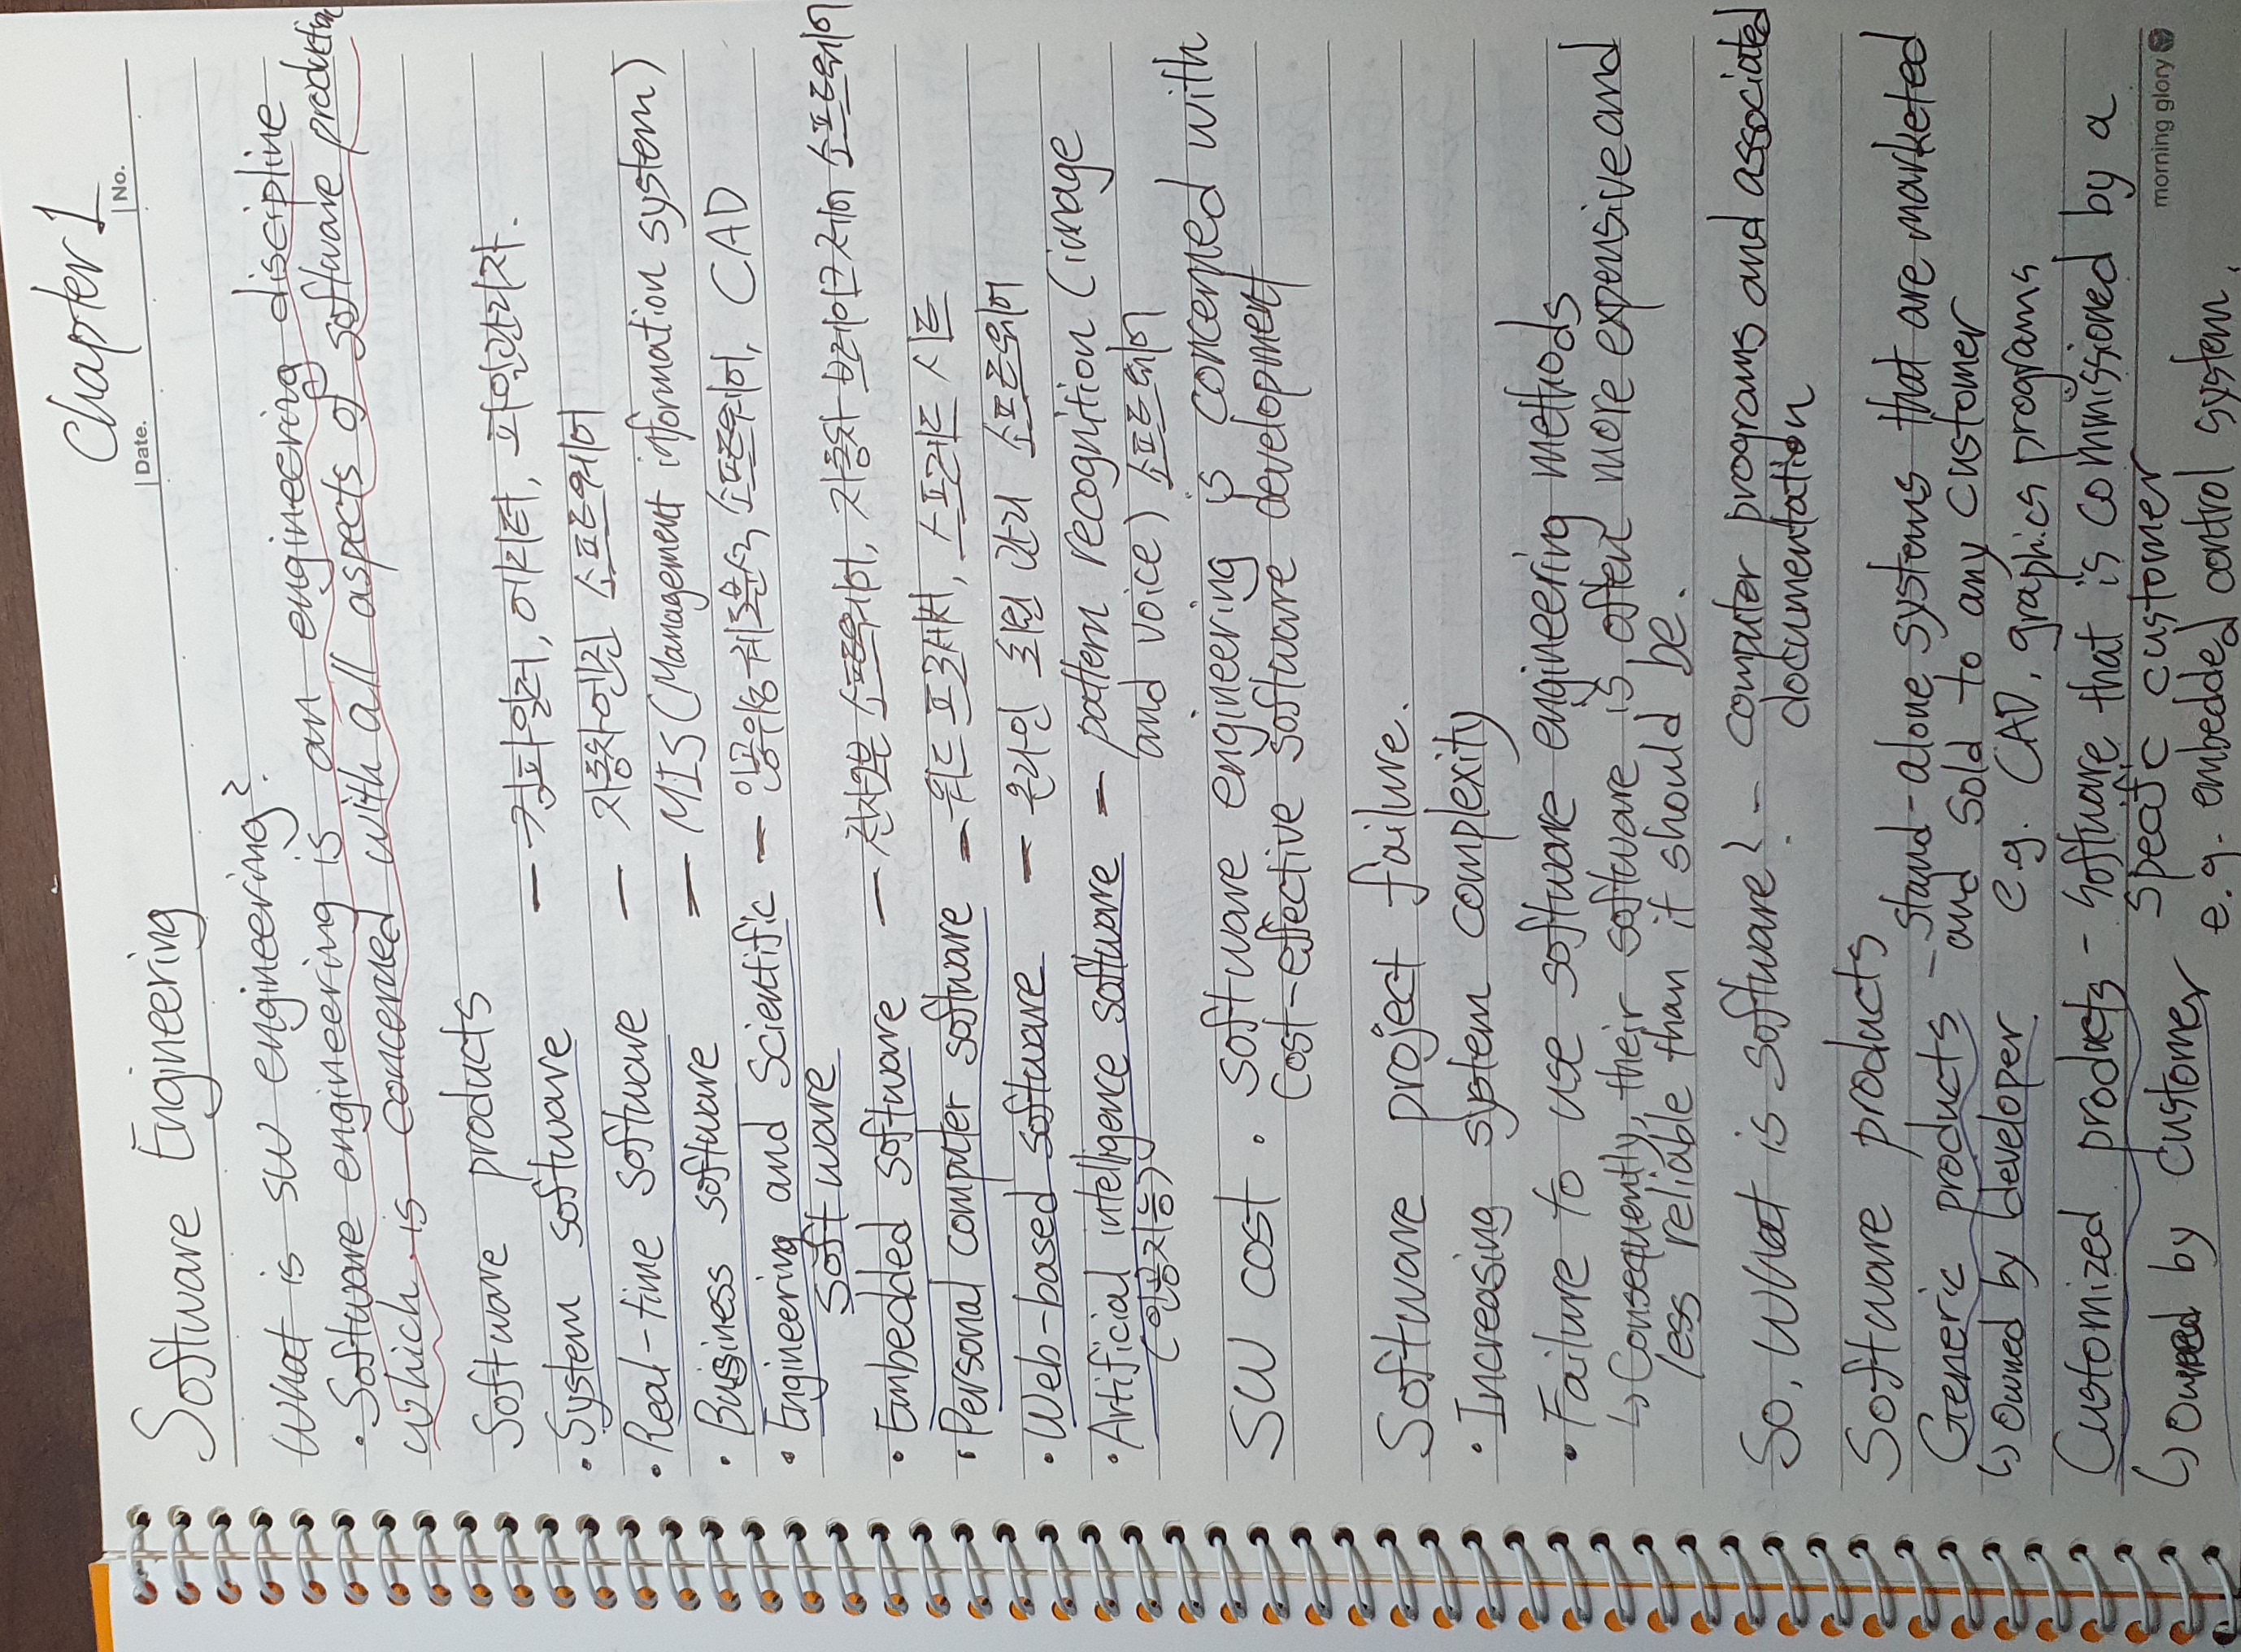 Chapter 1
Date.
No.
Software Engineering
What is SW engineering?
· Software engineering is an engineering discipline
which is concerned with all aspects of software production
Software products
· System software — 컴파일러, 에디터, 파일관리자.
· Real-time software — 자동차엔진 소프트웨어
· Business software — MIS (Management information system)
· Engineering and Scientific — 인공위성궤도분석 소프트웨어, CAD
software
· Embedded software — 전자오븐 소프트웨어, 자동차 브레이크제어 소프트웨어
· Personal computer software — 워드 프로세서, 스프레드 시트
· Web-based software — 온라인 회원 관리 소프트웨어
· Artificial intelligence software — pattern recognition (image
(인공지능) and voice) 소프트웨어
SW cost · software engineering is concerned with
cost-effective software development
Software project failure.
· Increasing system complexity
· Failure to use software engineering methods
↳ Consequently, their software is often more expensive and
less reliable than it should be.
So, What is software? - computer programs and associated
documentation
Software products
Generic products - stand-alone systems that are marketed
and sold to any customer
↳ owned by developer e.g. CAD, graphics programs
Customized products - software that is commissioned by a
specific customer
↳ owned by customer
e.g. embedded control system.
morning glory